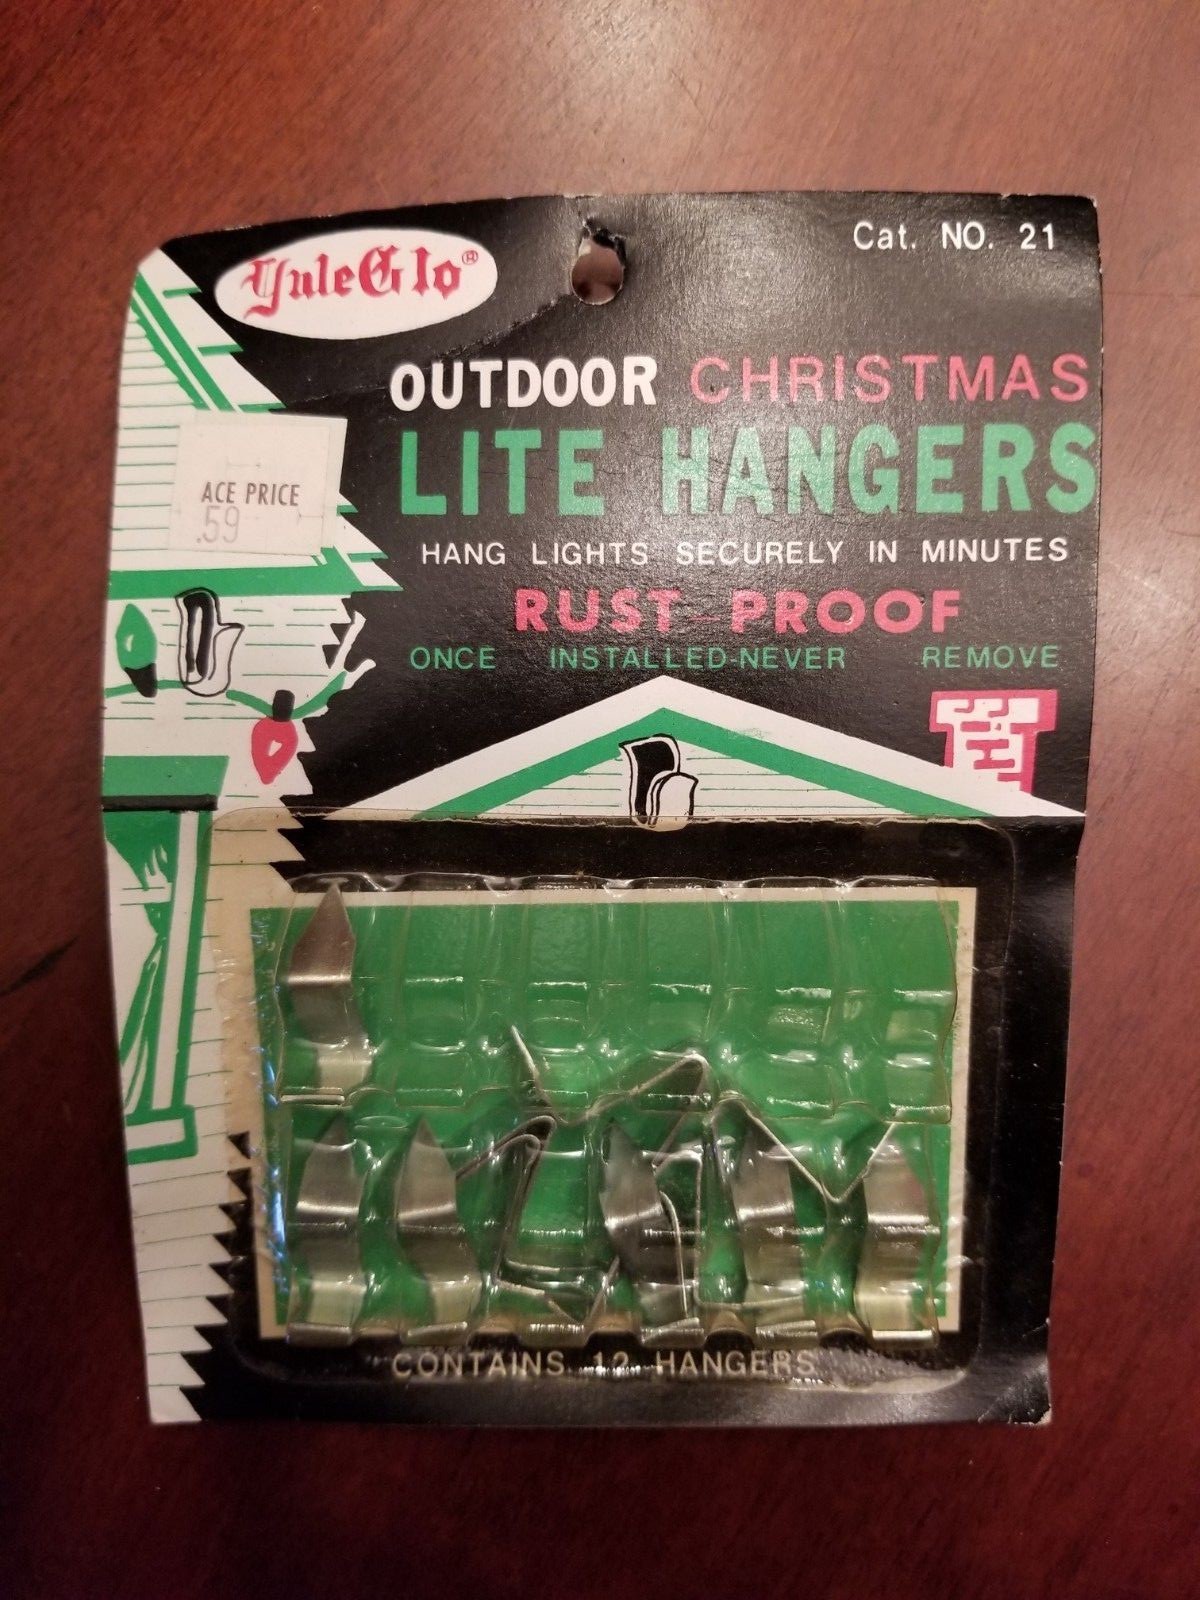 YuleGlo®
Cat. NO. 21
OUTDOOR CHRISTMAS
LITE HANGERS
HANG LIGHTS SECURELY IN MINUTES
RUST-PROOF
ONCE INSTALLED-NEVER REMOVE
ACE PRICE
.59
CONTAINS 12 HANGERS